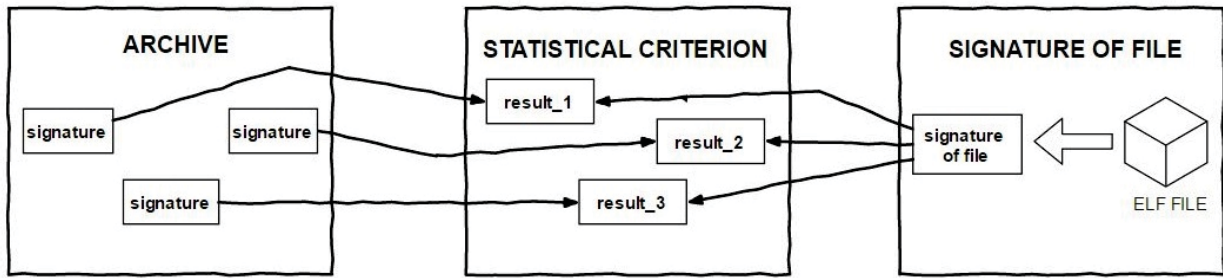 ARCHIVE
signature
signature
signature
STATISTICAL CRITERION
result_1
result_2
result_3
SIGNATURE OF FILE
signature
of file
ELF FILE